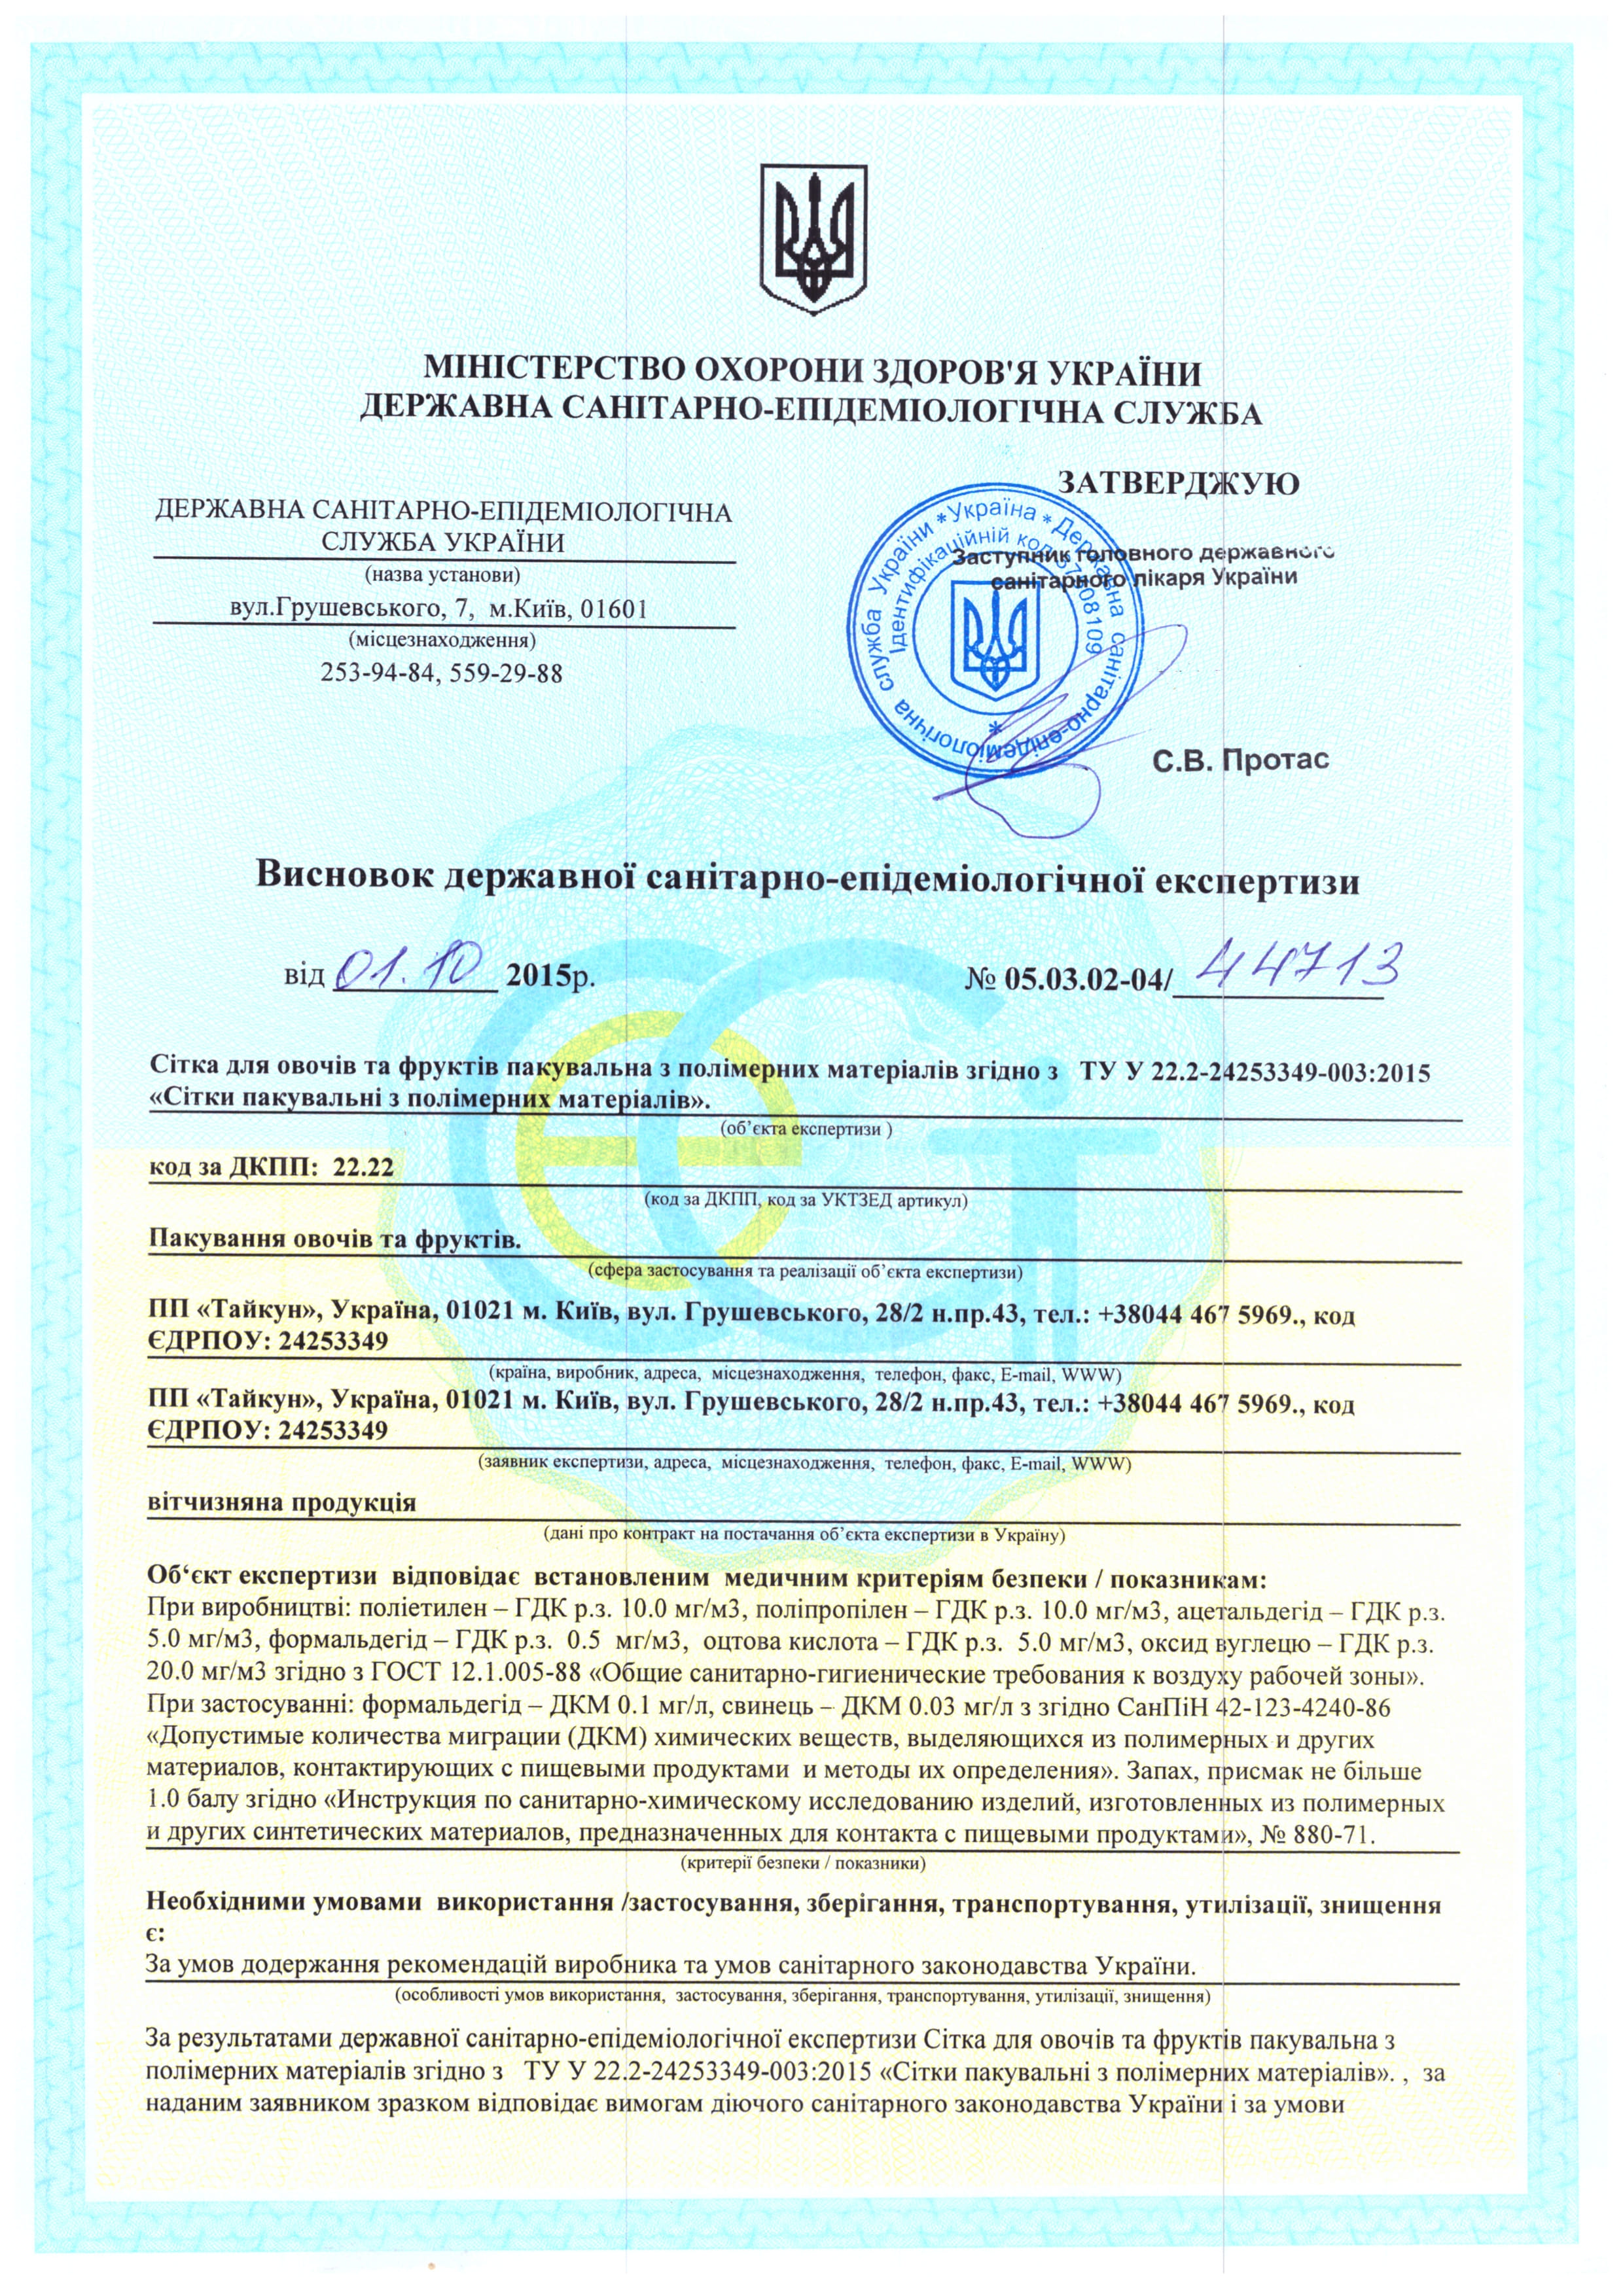 МІНІСТЕРСТВО ОХОРОНИ ЗДОРОВ'Я УКРАЇНИ
ДЕРЖАВНА САНІТАРНО-ЕПІДЕМІОЛОГІЧНА СЛУЖБА
ДЕРЖАВНА САНІТАРНО-ЕПІДЕМІОЛОГІЧНА
СЛУЖБА УКРАЇНИ
(назва установи)
вул.Грушевського, 7, м.Київ, 01601
(місцезнаходження)
253-94-84, 559-29-88
ЗАТВЕРДЖУЮ
Заступник головного державного
санітарного лікаря України
* Україна * Державна санітарно-епідеміологічна служба України
Ідентифікаційний код 37508109
*
С.В. Протас
Висновок державної санітарно-епідеміологічної експертизи
від 01.10 2015р.
№ 05.03.02-04/ 44713
Сітка для овочів та фруктів пакувальна з полімерних матеріалів згідно з ТУ У 22.2-24253349-003:2015
«Сітки пакувальні з полімерних матеріалів».
(об’єкта експертизи )
код за ДКПП: 22.22
(код за ДКПП, код за УКТЗЕД артикул)
Пакування овочів та фруктів.
(сфера застосування та реалізації об’єкта експертизи)
ПП «Тайкун», Україна, 01021 м. Київ, вул. Грушевського, 28/2 н.пр.43, тел.: +38044 467 5969., код
ЄДРПОУ: 24253349
(країна, виробник, адреса, місцезнаходження, телефон, факс, E-mail, WWW)
ПП «Тайкун», Україна, 01021 м. Київ, вул. Грушевського, 28/2 н.пр.43, тел.: +38044 467 5969., код
ЄДРПОУ: 24253349
(заявник експертизи, адреса, місцезнаходження, телефон, факс, E-mail, WWW)
вітчизняна продукція
(дані про контракт на постачання об’єкта експертизи в Україну)
Об‘єкт експертизи відповідає встановленим медичним критеріям безпеки / показникам:
При виробництві: поліетилен – ГДК р.з. 10.0 мг/м3, поліпропілен – ГДК р.з. 10.0 мг/м3, ацетальдегід – ГДК р.з.
5.0 мг/м3, формальдегід – ГДК р.з. 0.5 мг/м3, оцтова кислота – ГДК р.з. 5.0 мг/м3, оксид вуглецю – ГДК р.з.
20.0 мг/м3 згідно з ГОСТ 12.1.005-88 «Общие санитарно-гигиенические требования к воздуху рабочей зоны».
При застосуванні: формальдегід – ДКМ 0.1 мг/л, свинець – ДКМ 0.03 мг/л з згідно СанПіН 42-123-4240-86
«Допустимые количества миграции (ДКМ) химических веществ, выделяющихся из полимерных и других
материалов, контактирующих с пищевыми продуктами и методы их определения». Запах, присмак не більше
1.0 балу згідно «Инструкция по санитарно-химическому исследованию изделий, изготовленных из полимерных
и других синтетических материалов, предназначенных для контакта с пищевыми продуктами», № 880-71.
(критерії безпеки / показники)
Необхідними умовами використання /застосування, зберігання, транспортування, утилізації, знищення
є:
За умов додержання рекомендацій виробника та умов санітарного законодавства України.
(особливості умов використання, застосування, зберігання, транспортування, утилізації, знищення)
За результатами державної санітарно-епідеміологічної експертизи Сітка для овочів та фруктів пакувальна з
полімерних матеріалів згідно з ТУ У 22.2-24253349-003:2015 «Сітки пакувальні з полімерних матеріалів». , за
наданим заявником зразком відповідає вимогам діючого санітарного законодавства України і за умови